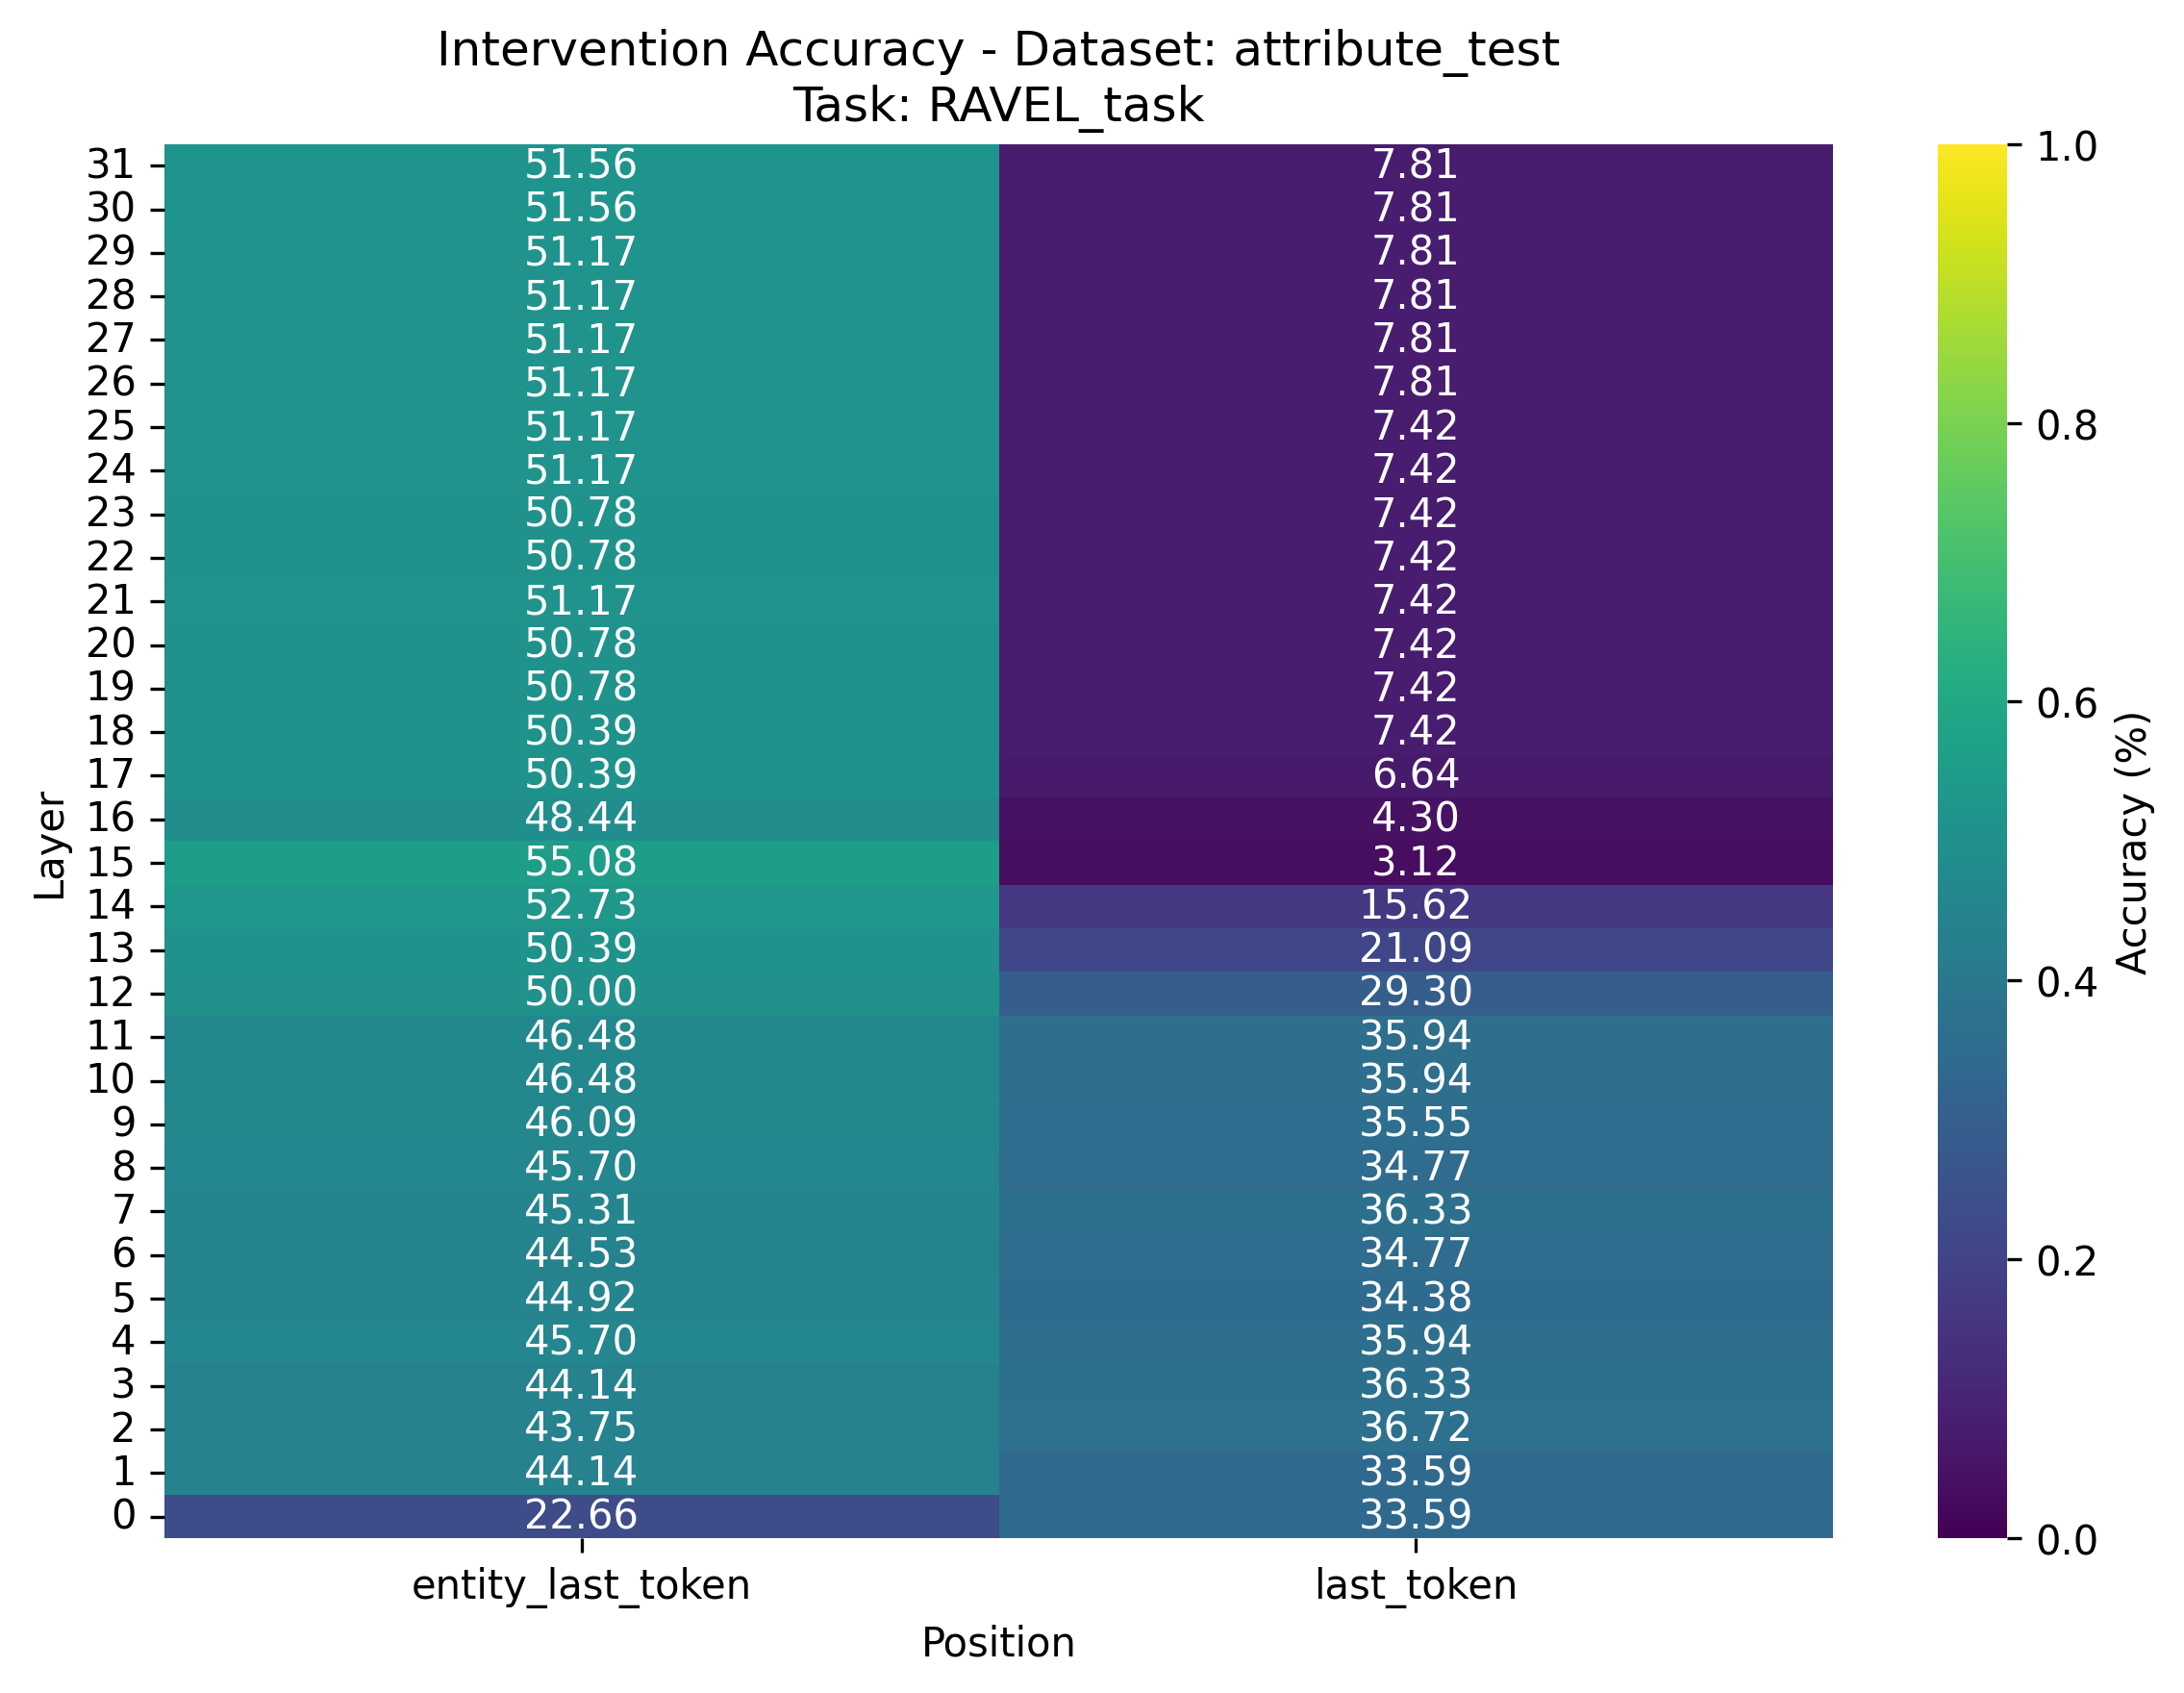 Intervention Accuracy - Dataset: attribute_test
Task: RAVEL_task
31 51.56 7.81
30 51.56 7.81
29 51.17 7.81
28 51.17 7.81
27 51.17 7.81
26 51.17 7.81
25 51.17 7.42
24 51.17 7.42
23 50.78 7.42
22 50.78 7.42
21 51.17 7.42
20 50.78 7.42
19 50.78 7.42
18 50.39 7.42
17 50.39 6.64
16 48.44 4.30
15 55.08 3.12
14 52.73 15.62
13 50.39 21.09
12 50.00 29.30
11 46.48 35.94
10 46.48 35.94
9 46.09 35.55
8 45.70 34.77
7 45.31 36.33
6 44.53 34.77
5 44.92 34.38
4 45.70 35.94
3 44.14 36.33
2 43.75 36.72
1 44.14 33.59
0 22.66 33.59
Layer
entity_last_token last_token
Position
1.0
0.8
0.6
0.4
0.2
0.0
Accuracy (%)